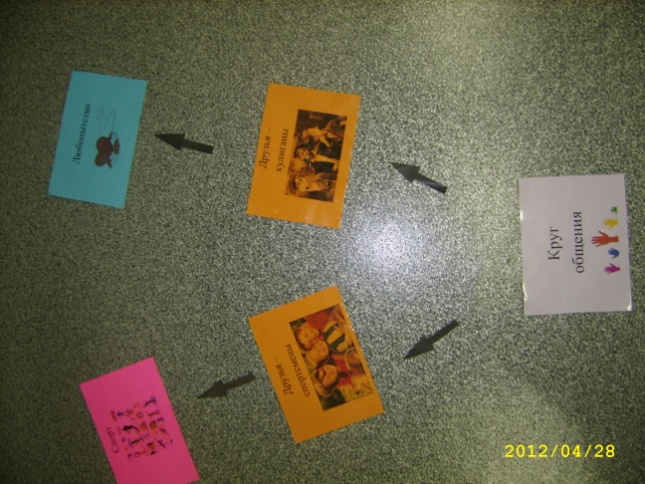 Круг
общения
Друзья –
хулиганы
Любопытство
Друзья –
спортсмены
Спорт
2012/04/28